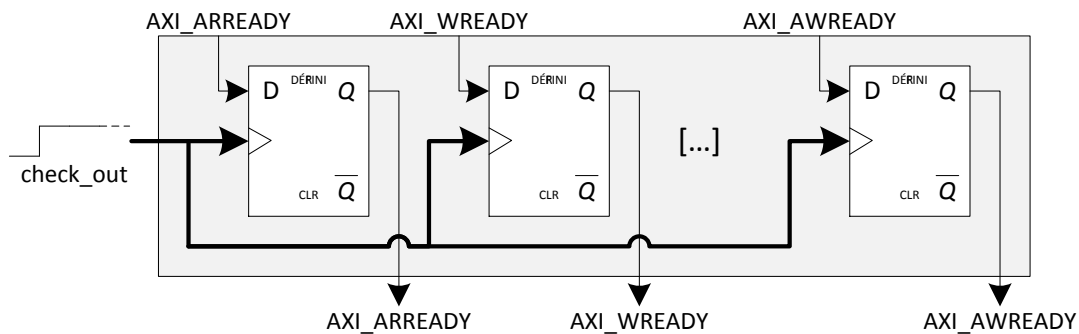 AXI_ARREADY AXI_WREADY AXI_AWREADY
D DÉRINI Q D DÉRINI Q D DÉRINI Q
[...]
check_out
CLR Q CLR Q CLR Q
AXI_ARREADY AXI_WREADY AXI_AWREADY